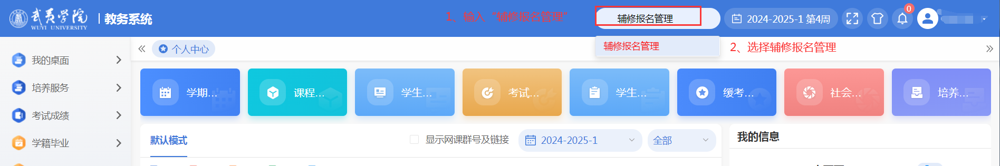 武夷学院
WUYI UNIVERSITY
教务系统
1、输入“辅修报名管理”
辅修报名管理
2024-2025-1 第4周
0
辅修报名管理
2、选择辅修报名管理
我的桌面
培养服务
考试成绩
学籍毕业
个人中心
学期...
课程...
学生...
考试...
学生...
缓考...
社会...
培养...
默认模式
显示网课群号及链接
2024-2025-1
全部
我的信息